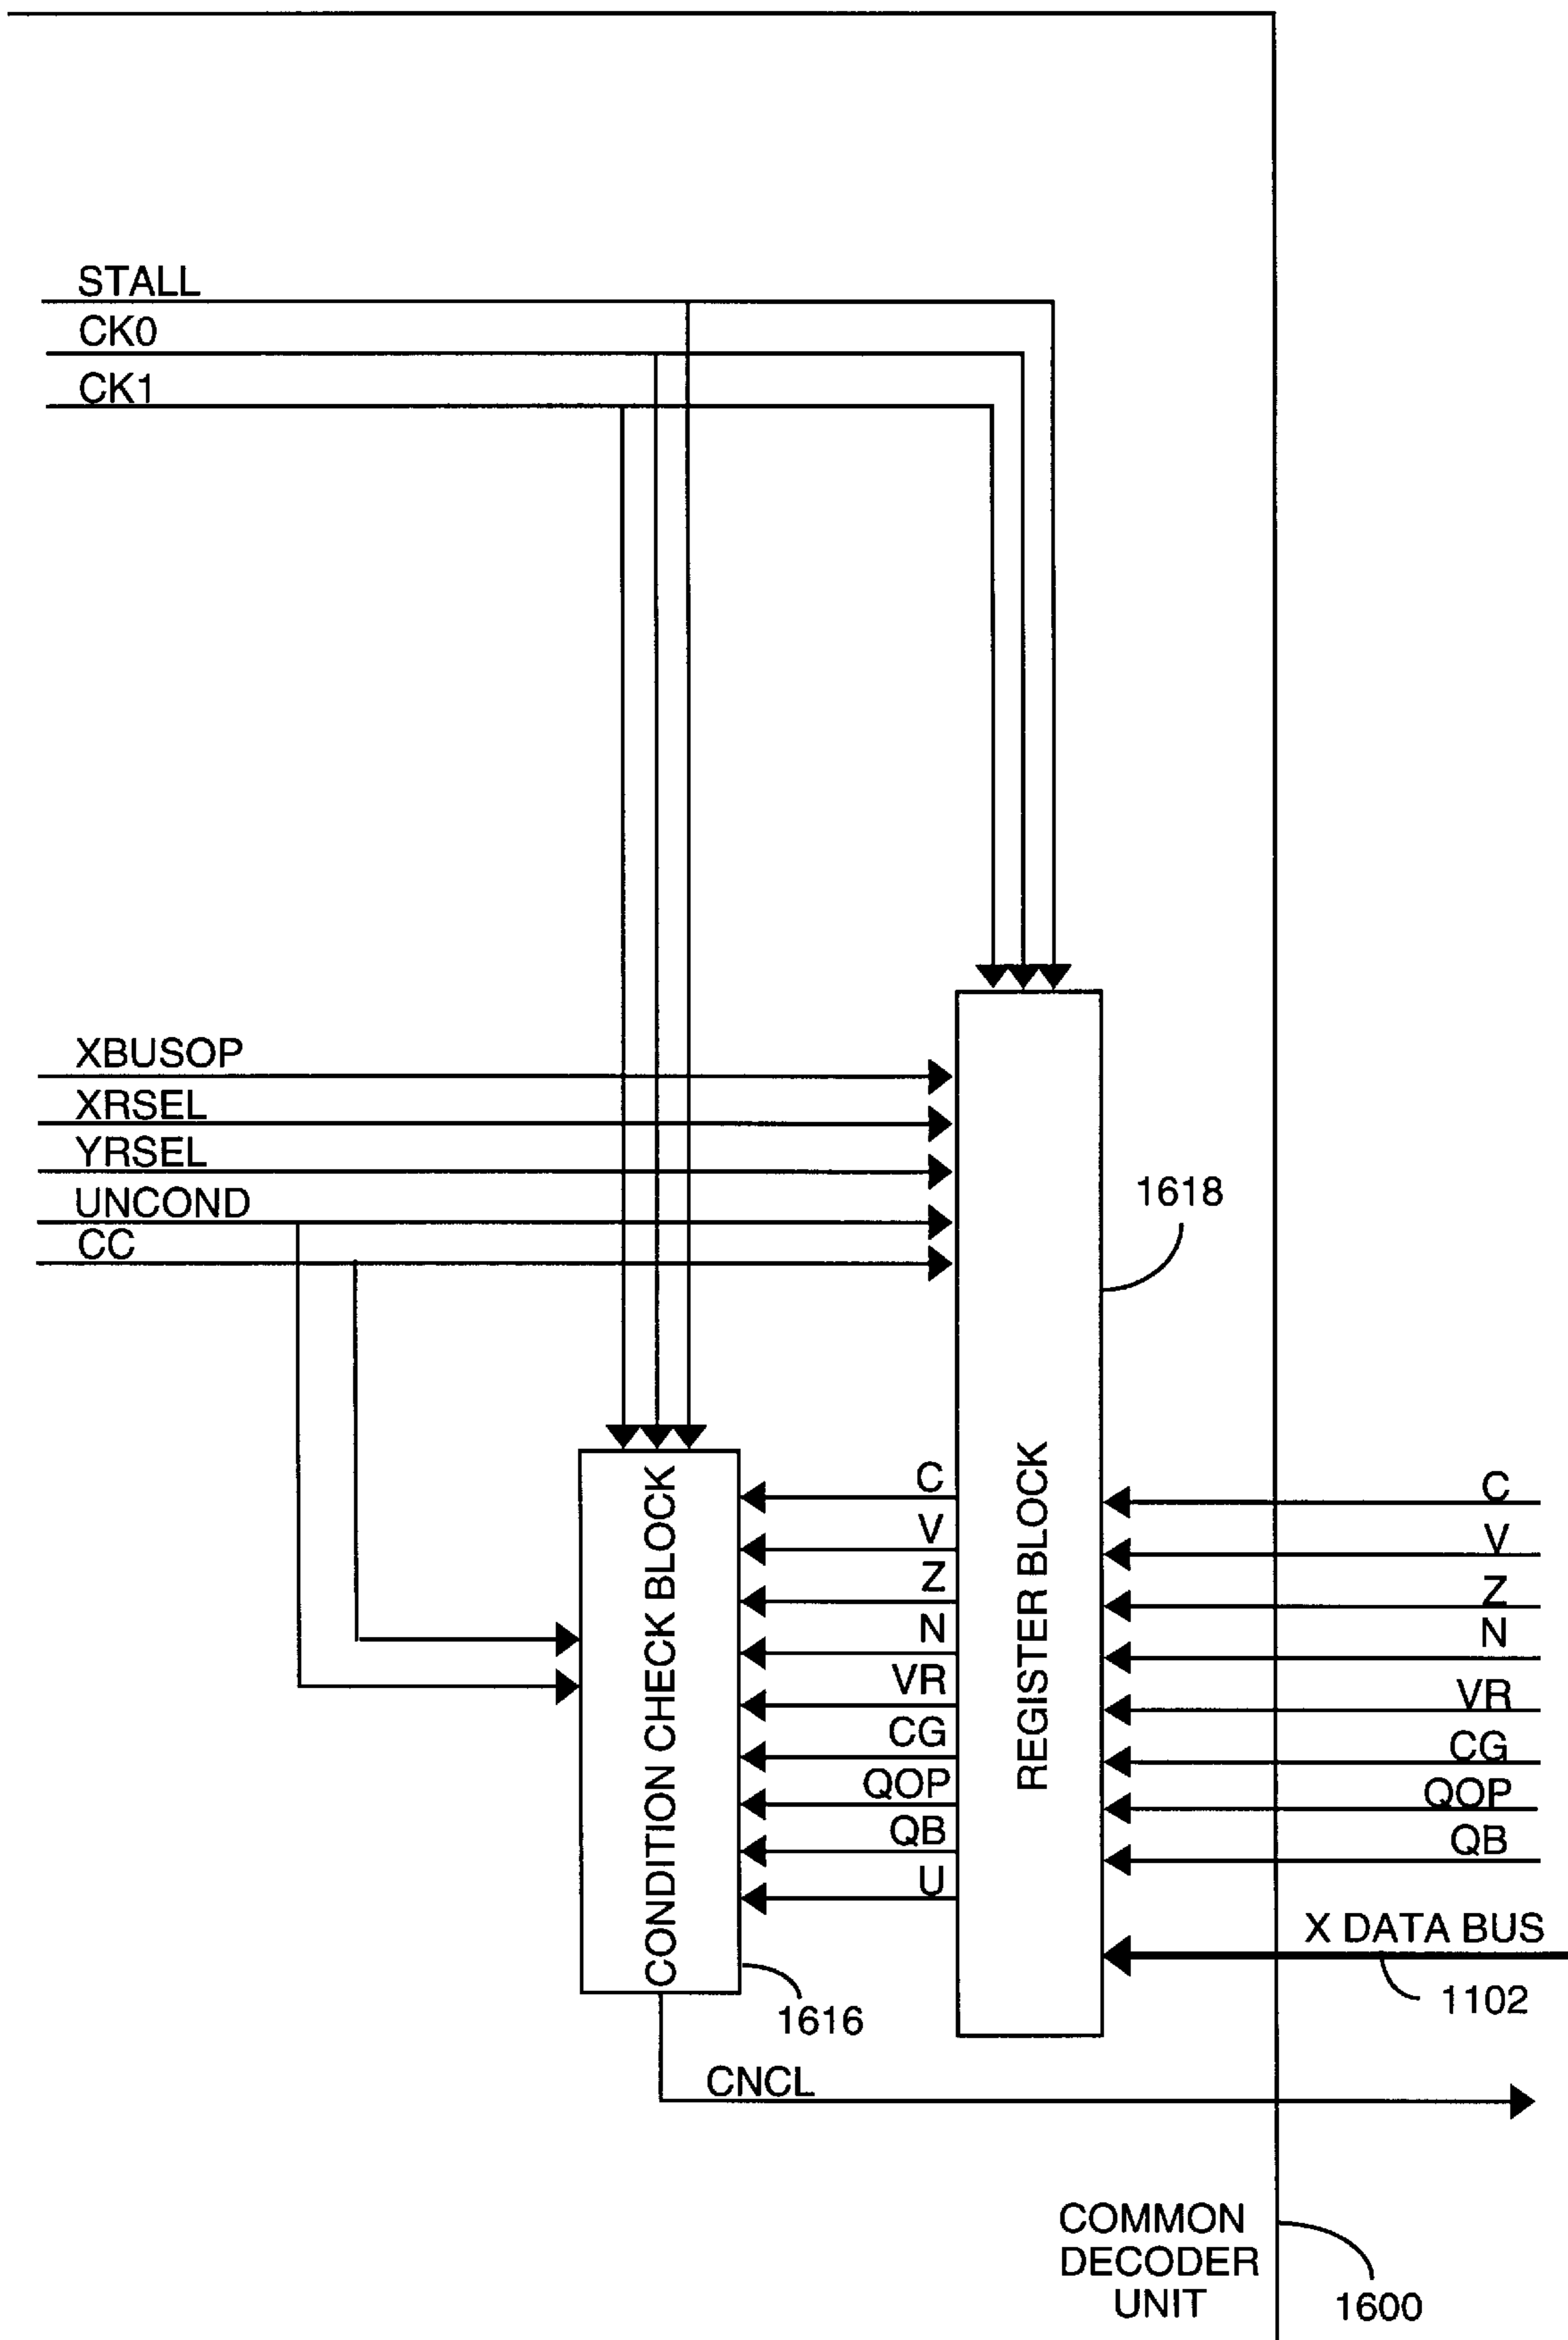 STALL
CK0
CK1
XBUSOP
XRSEL
YRSEL
UNCOND
CC
1618
CONDITION CHECK BLOCK
C
V
Z
N
VR
CG
QOP
QB
U
REGISTER BLOCK
C
V
Z
N
VR
CG
QOP
QB
X DATA BUS
1102
1616
CNCL
COMMON
DECODER
UNIT
1600